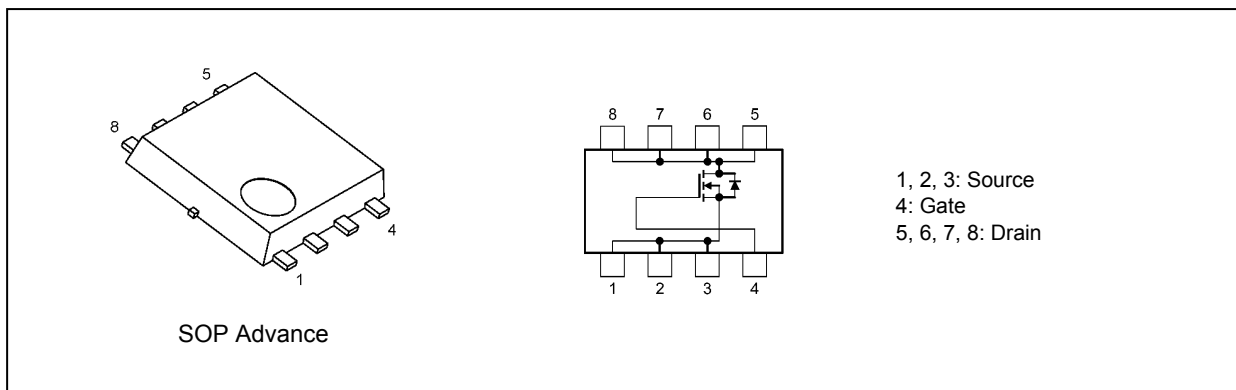 5
8
4
1
SOP Advance
8 7 6 5
1 2 3 4
1, 2, 3: Source
4: Gate
5, 6, 7, 8: Drain